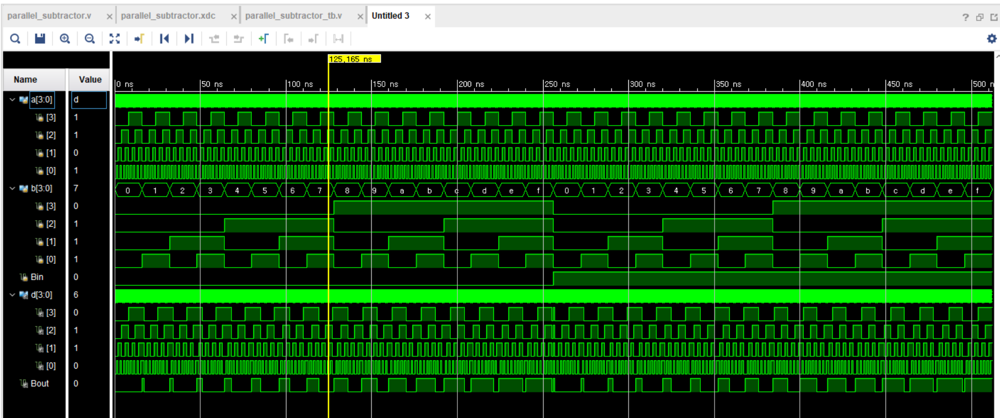 parallel_subtractor.v × parallel_subtractor.xdc × parallel_subtractor_tb.v × Untitled 3 ×
125,165 ns
Name Value
0 ns 50 ns 100 ns 150 ns 200 ns 250 ns 300 ns 350 ns 400 ns 450 ns 500 n
a[3:0] d
[3] 1
[2] 1
[1] 0
[0] 1
b[3:0] 7 0 1 2 3 4 5 6 7 8 9 a b c d e f 0 1 2 3 4 5 6 7 8 9 a b c d e f
[3] 0
[2] 1
[1] 1
[0] 1
Bin 0
d[3:0] 6
[3] 0
[2] 1
[1] 1
[0] 0
Bout 0